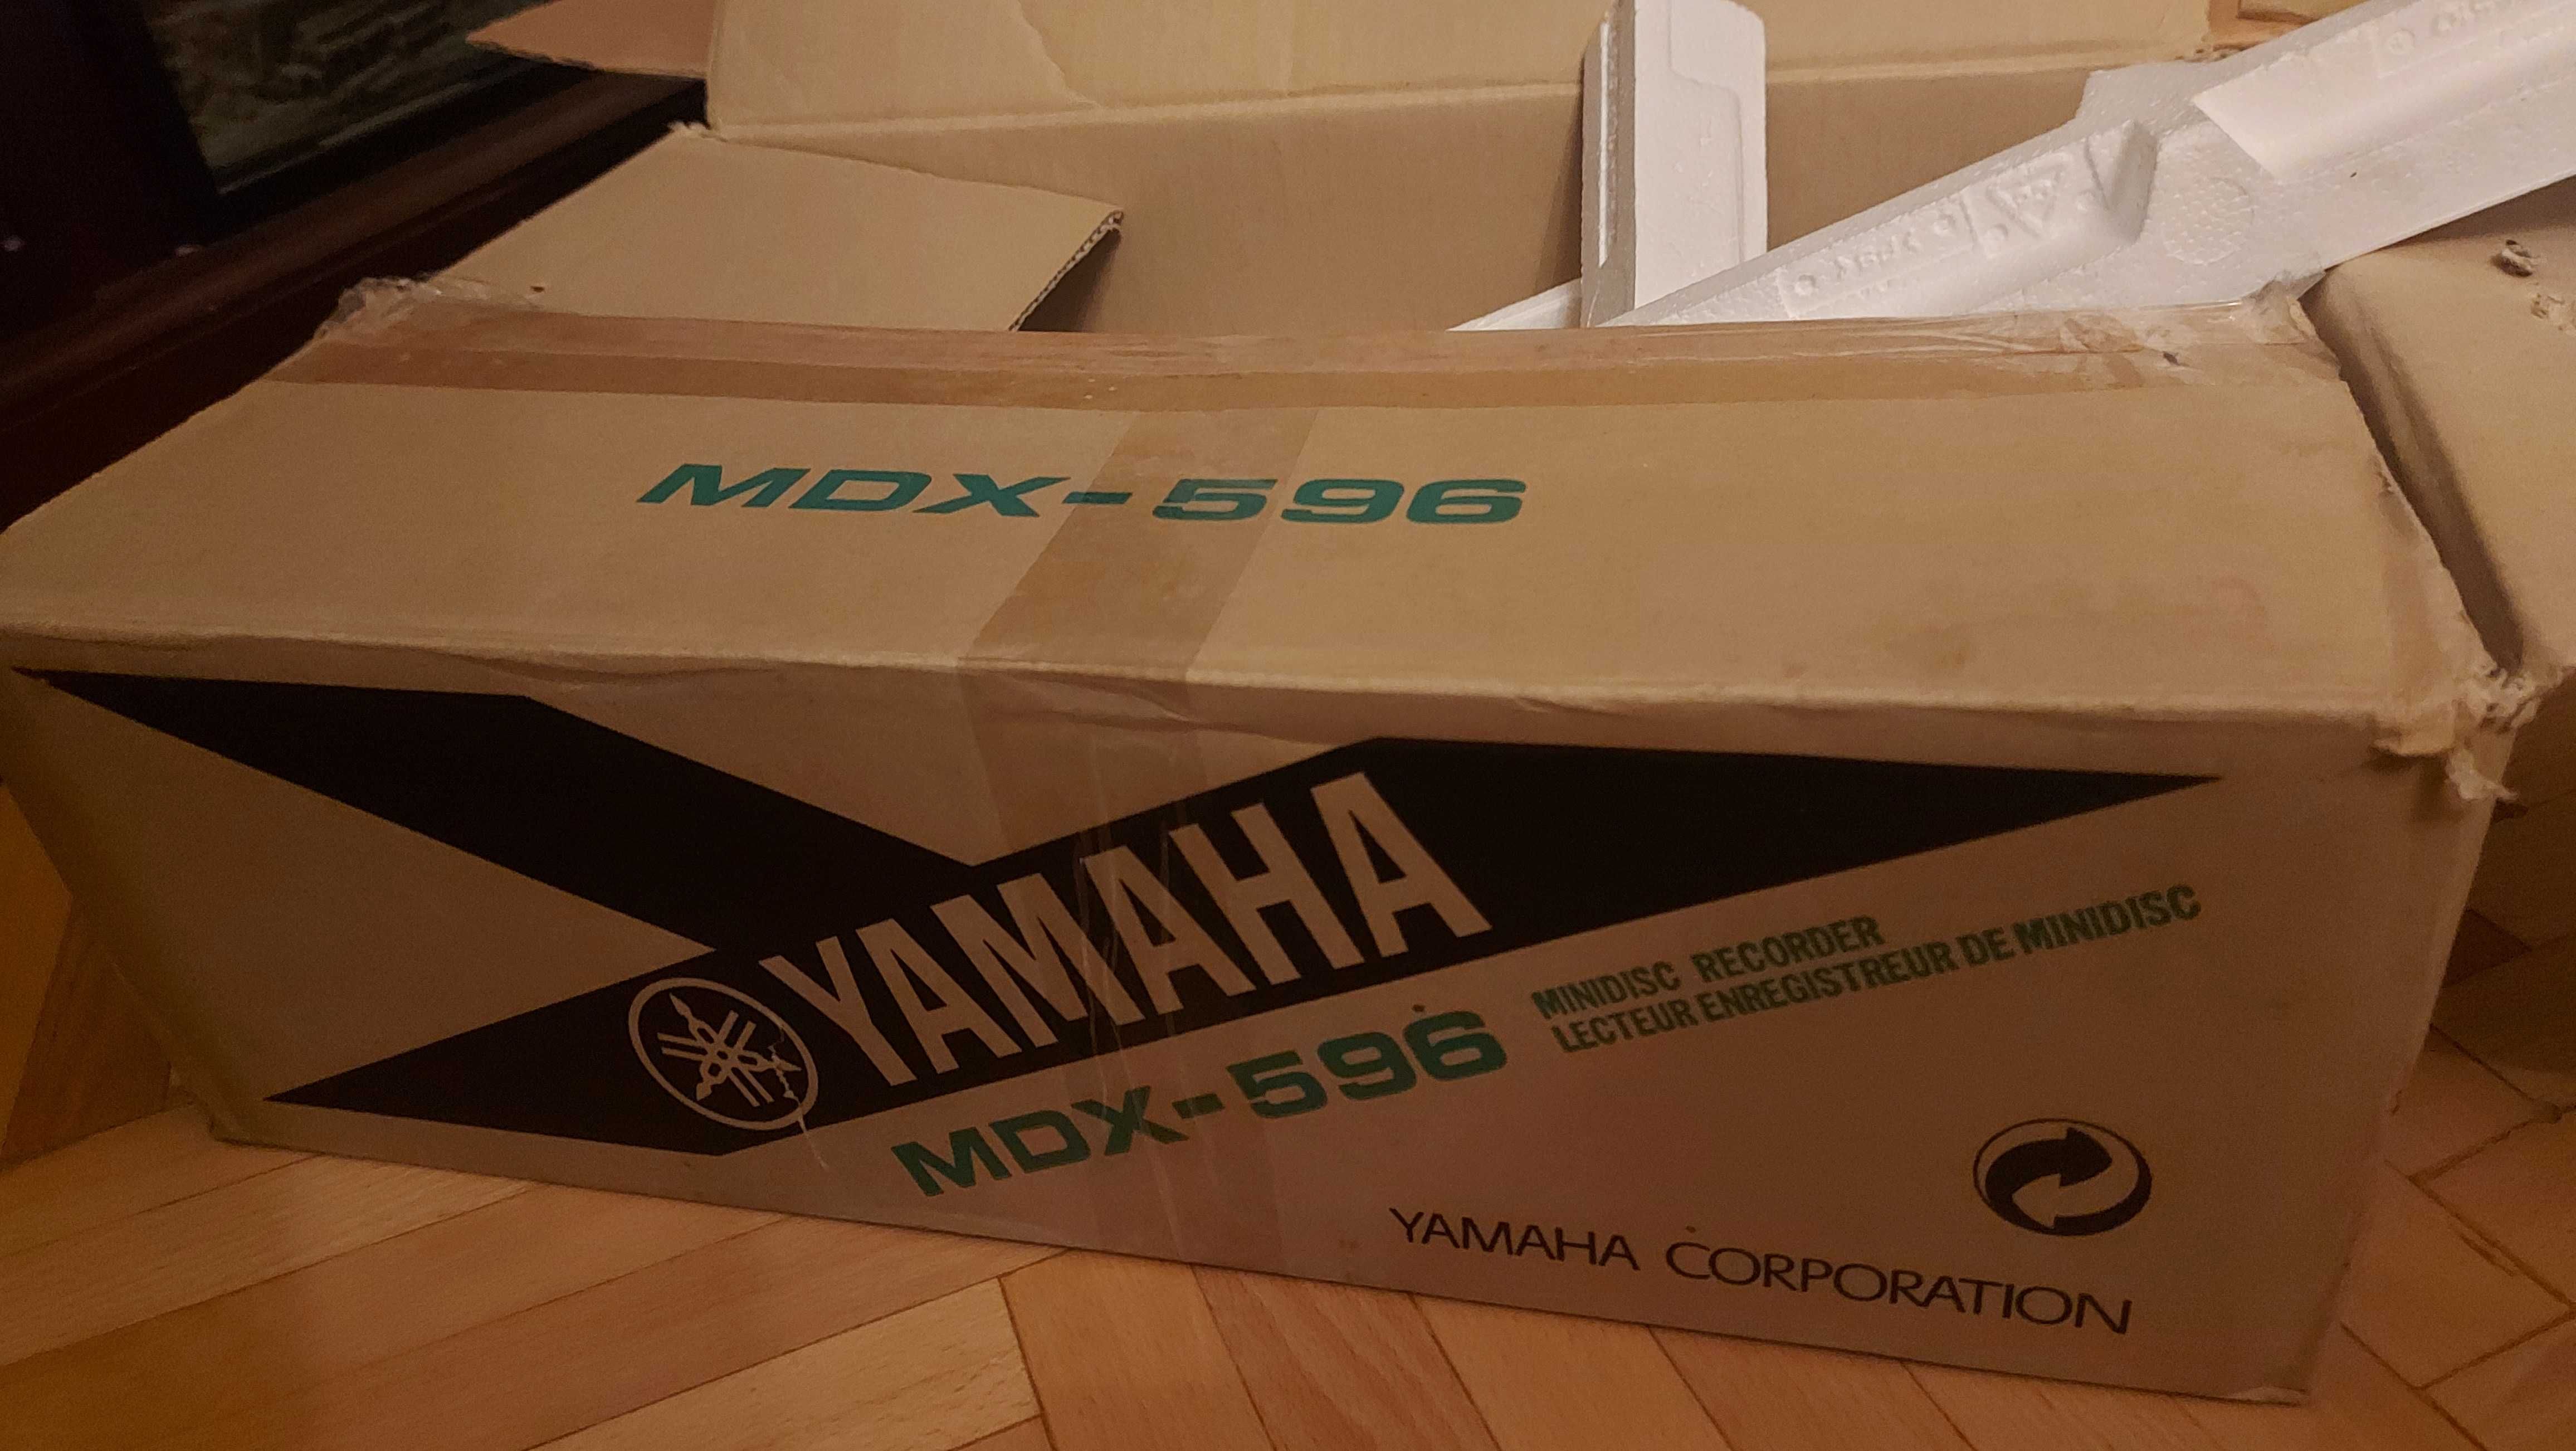 MDX-596
YAMAHA
MDX-596
MINIDISC RECORDER
LECTEUR ENREGISTREUR DE MINIDISC
YAMAHA CORPORATION